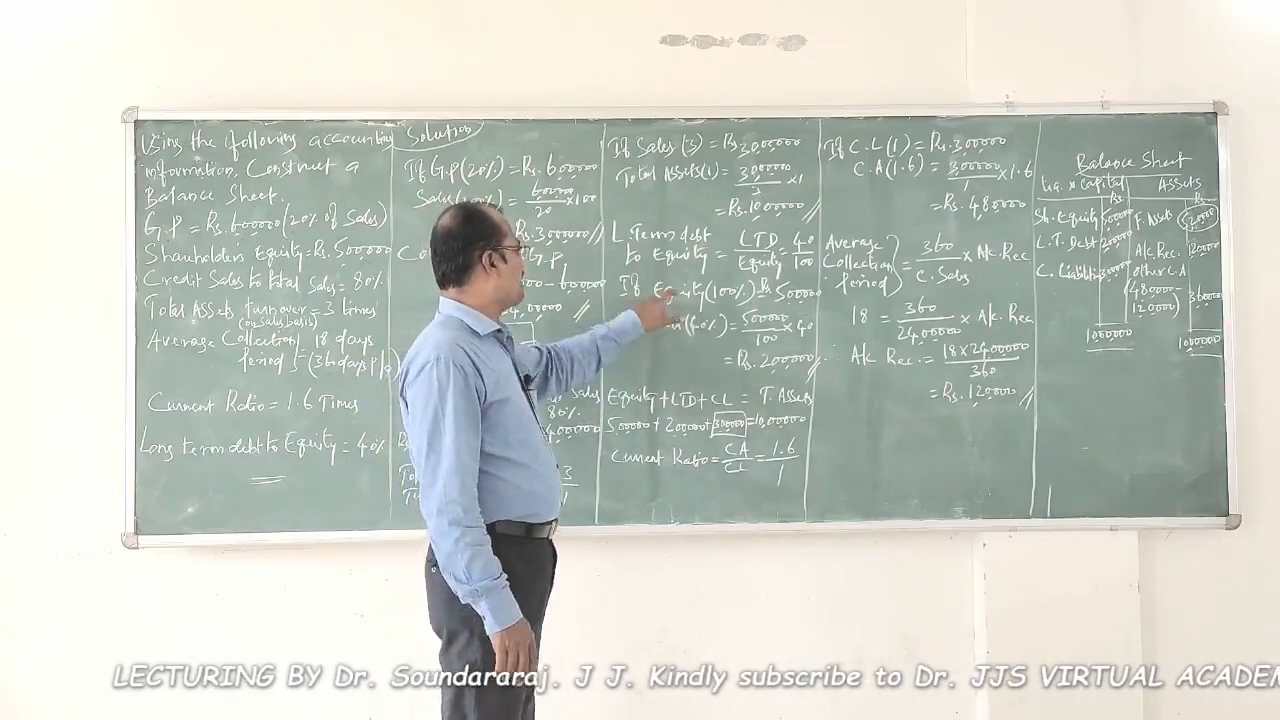 Using the following accounting
information, Construct a
Balance Sheet.
G.P = Rs. 600000 (20% of Sales)
Shareholders Equity = Rs. 500000
Credit Sales to total Sales = 80%
Total Assets turnover = 3 times
(on sales basis)
Average Collection 18 days
period (360 days p/a)
Current Ratio = 1.6 Times
Long term debt to Equity = 40%
Solution
If G.P (20%) = Rs. 600000
600000
20 × 100
Rs. 3000000
G.P
600000
Sales
80%
3
1
If Sales (3) = Rs 3000000
Total Assets (1) = 3000000 / 3 × 1
= Rs. 1000000
L. Term debt
to Equity = LTD / Equity = 40 / 100
If Equity (100%) = Rs. 500000
(40%) = 500000 / 100 × 40
= Rs. 200000
Equity + LTD + CL = T. Assets
500000 + 200000 + 300000 = 1000000
Current Ratio = CA / CL = 1.6 / 1
If C.L (1) = Rs. 300000
C.A (1.6) = 300000 / 1 × 1.6
= Rs. 480000
Average
Collection
period = 360 / C. Sales × A/c Rec
18 = 360 / 2400000 × A/c. Rec
∴ A/c Rec. = 18 × 2400000 / 360
= Rs. 120000
Balance Sheet
Lia. & Capital Rs Assets Rs
Sh. Equity 500000 F. Assets 520000
L.T. Debt 200000 A/c Rec. 120000
C. Liabilities 300000 other C.A
(480000-
120000) 360000
1000000 1000000
LECTURING BY Dr. Soundararaj. J J. Kindly subscribe to Dr. JJS VIRTUAL ACADEM